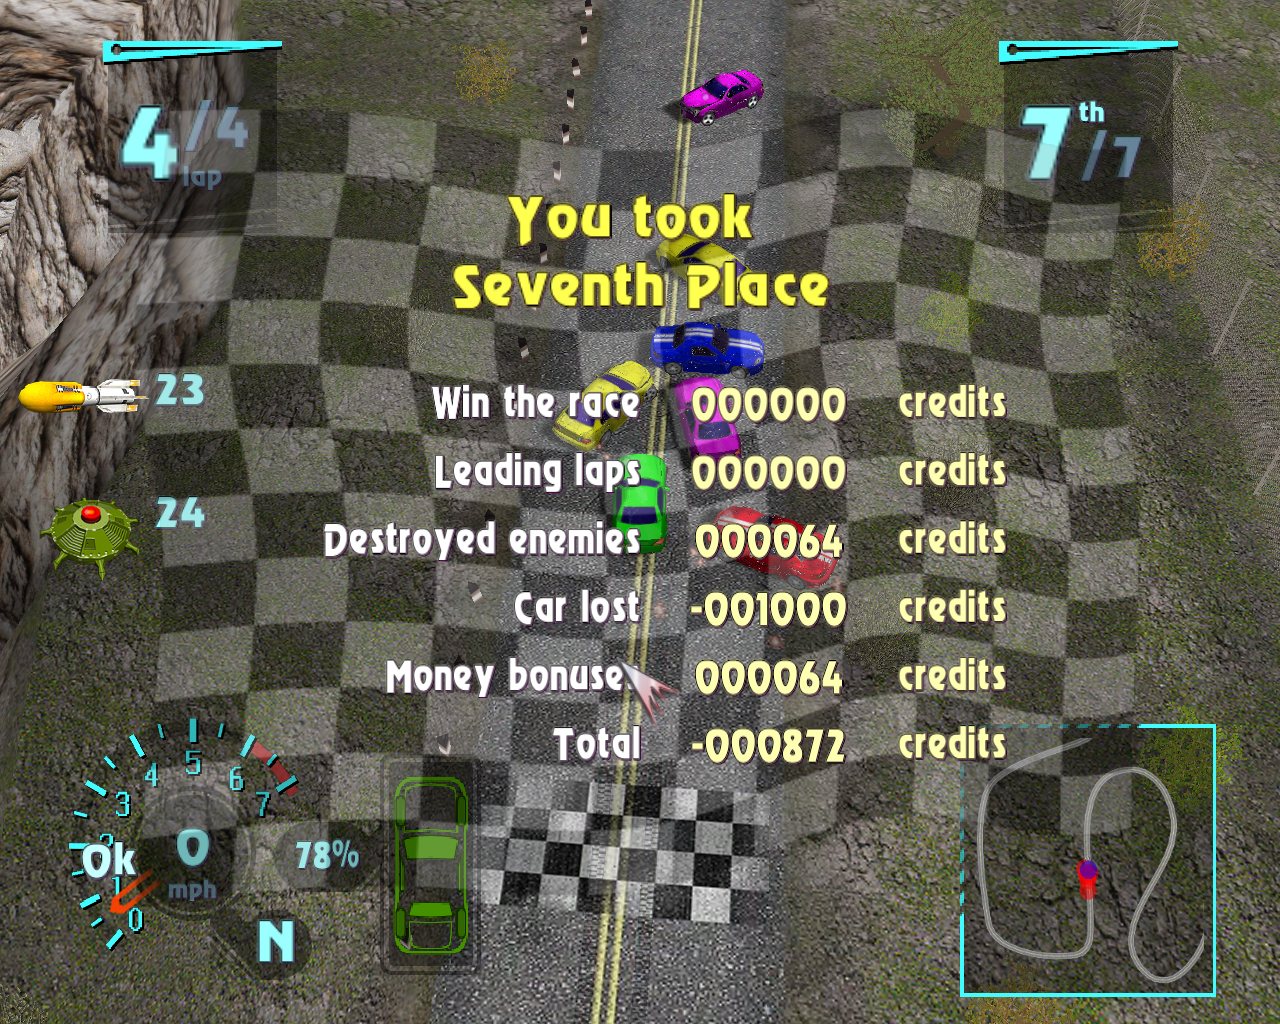 4/4
lap
7th/7
You took
Seventh Place
23
Win the race 000000 credits
Leading laps 000000 credits
24
Destroyed enemies 000064 credits
Car lost -001000 credits
Money bonuses 000064 credits
Total -000872 credits
0 1 2 3 4 5 6 7
Ok
0
mph
78%
N